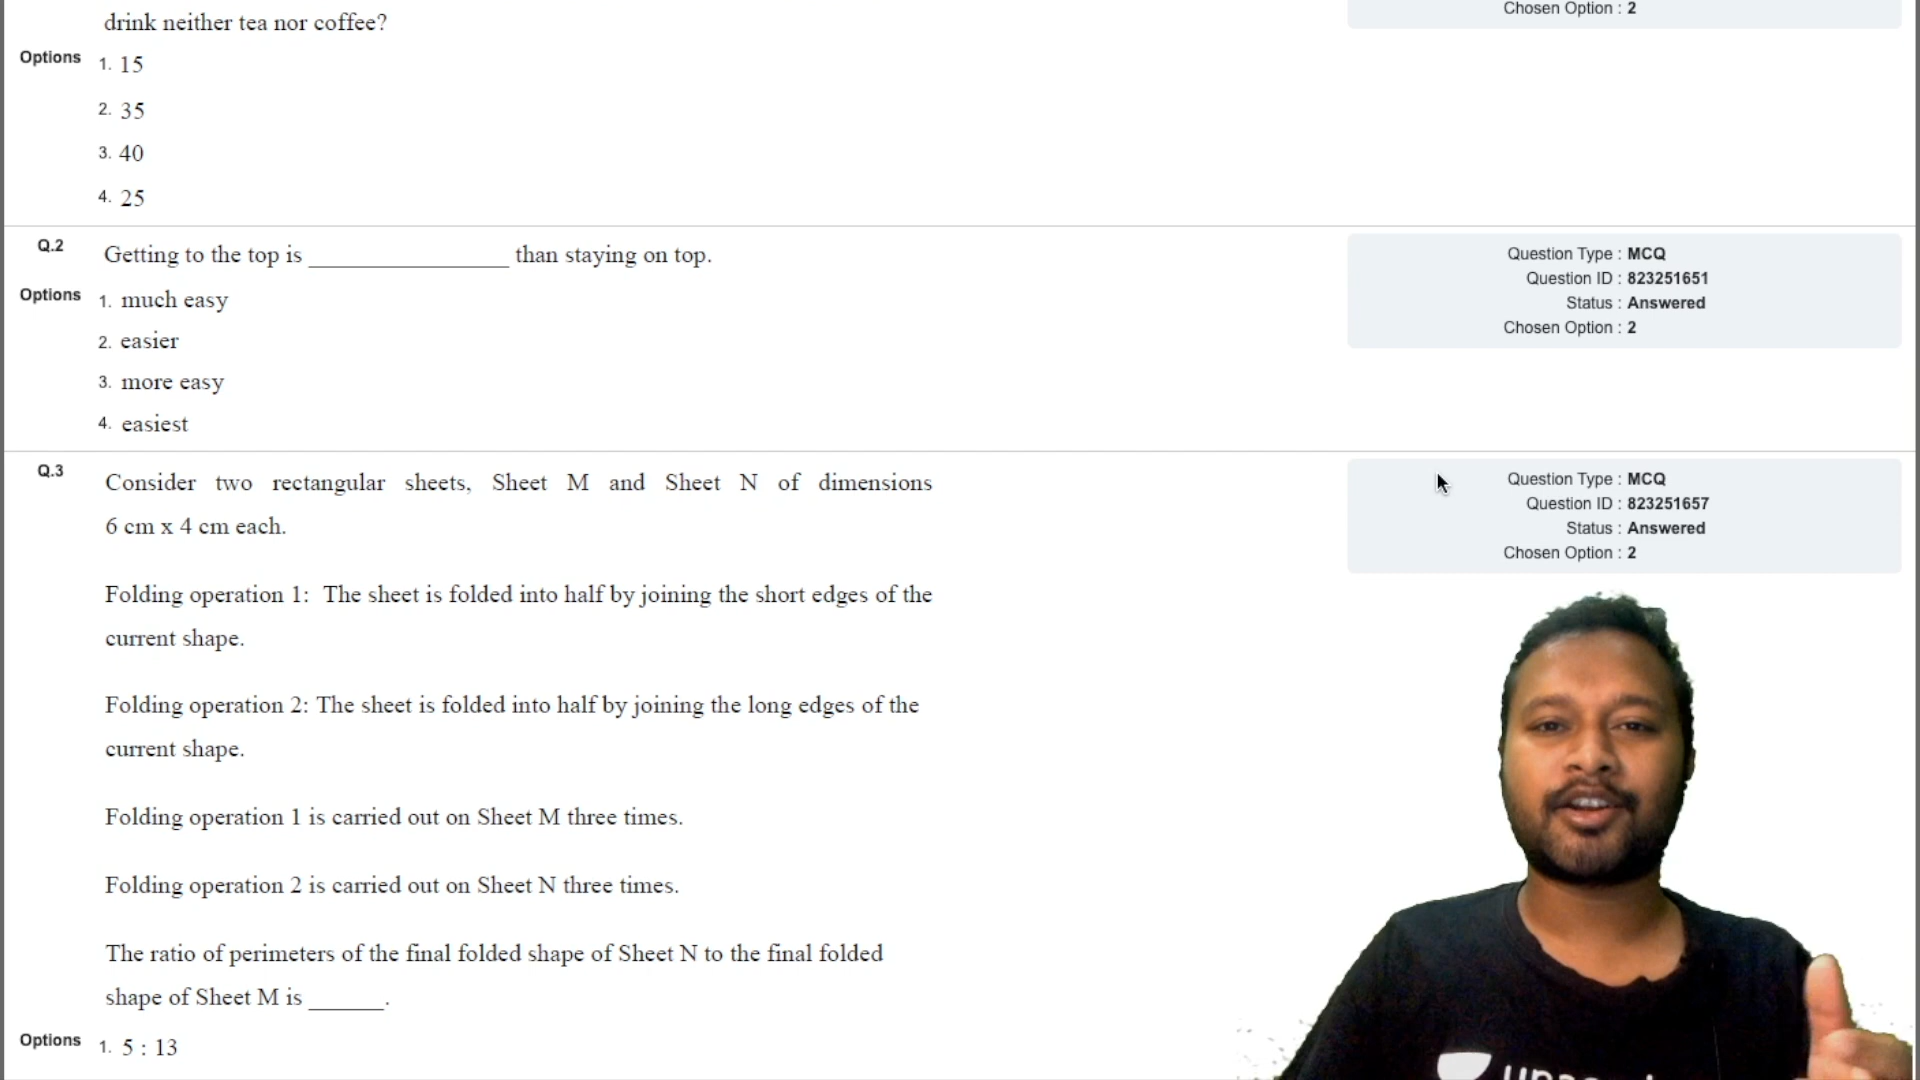 drink neither tea nor coffee?
Chosen Option : 2
Options
1. 15
2. 35
3. 40
4. 25
Q.2
Getting to the top is ________________ than staying on top.
Options
1. much easy
2. easier
3. more easy
4. easiest
Question Type : MCQ
Question ID : 823251651
Status : Answered
Chosen Option : 2
Q.3
Consider two rectangular sheets, Sheet M and Sheet N of dimensions
6 cm x 4 cm each.
Folding operation 1: The sheet is folded into half by joining the short edges of the
current shape.
Folding operation 2: The sheet is folded into half by joining the long edges of the
current shape.
Folding operation 1 is carried out on Sheet M three times.
Folding operation 2 is carried out on Sheet N three times.
The ratio of perimeters of the final folded shape of Sheet N to the final folded
shape of Sheet M is ______.
Options
1. 5 : 13
Question Type : MCQ
Question ID : 823251657
Status : Answered
Chosen Option : 2